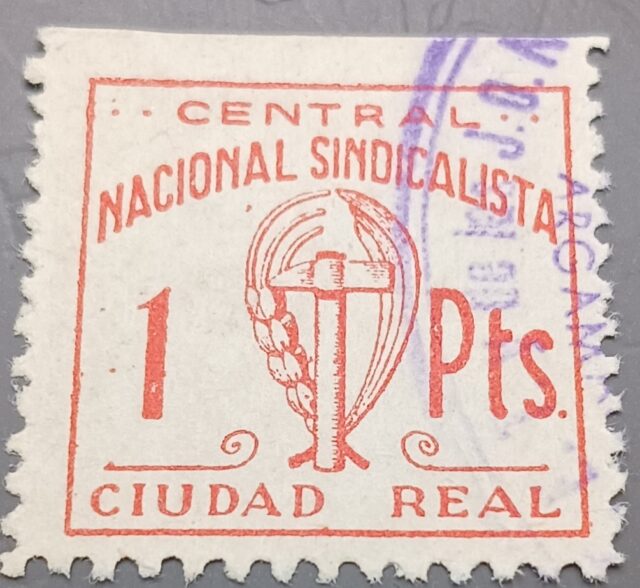 CENTRAL
NACIONAL SINDICALISTA
1 Pts.
CIUDAD REAL